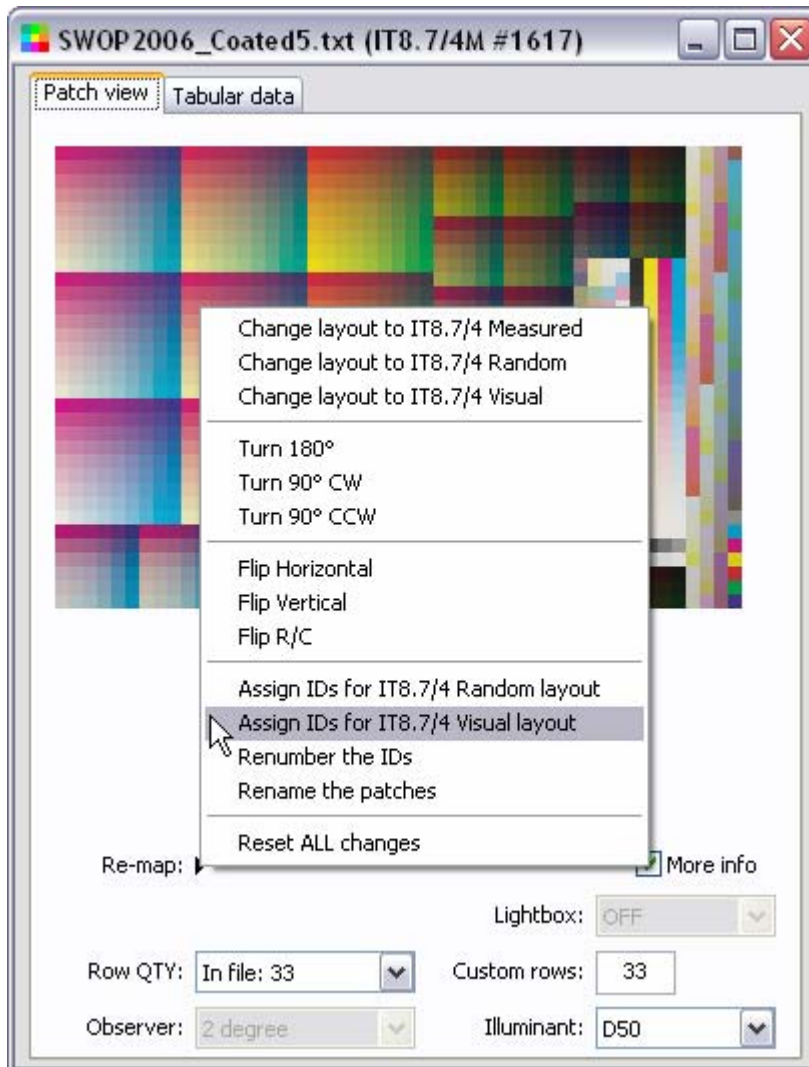 SWOP2006_Coated5.txt (IT8.7/4M #1617)
Patch view
Tabular data
Change layout to IT8.7/4 Measured
Change layout to IT8.7/4 Random
Change layout to IT8.7/4 Visual
Turn 180°
Turn 90° CW
Turn 90° CCW
Flip Horizontal
Flip Vertical
Flip R/C
Assign IDs for IT8.7/4 Random layout
Assign IDs for IT8.7/4 Visual layout
Renumber the IDs
Rename the patches
Reset ALL changes
Re-map:
More info
Lightbox: OFF
Row QTY: In file: 33
Custom rows: 33
Observer: 2 degree
Illuminant: D50